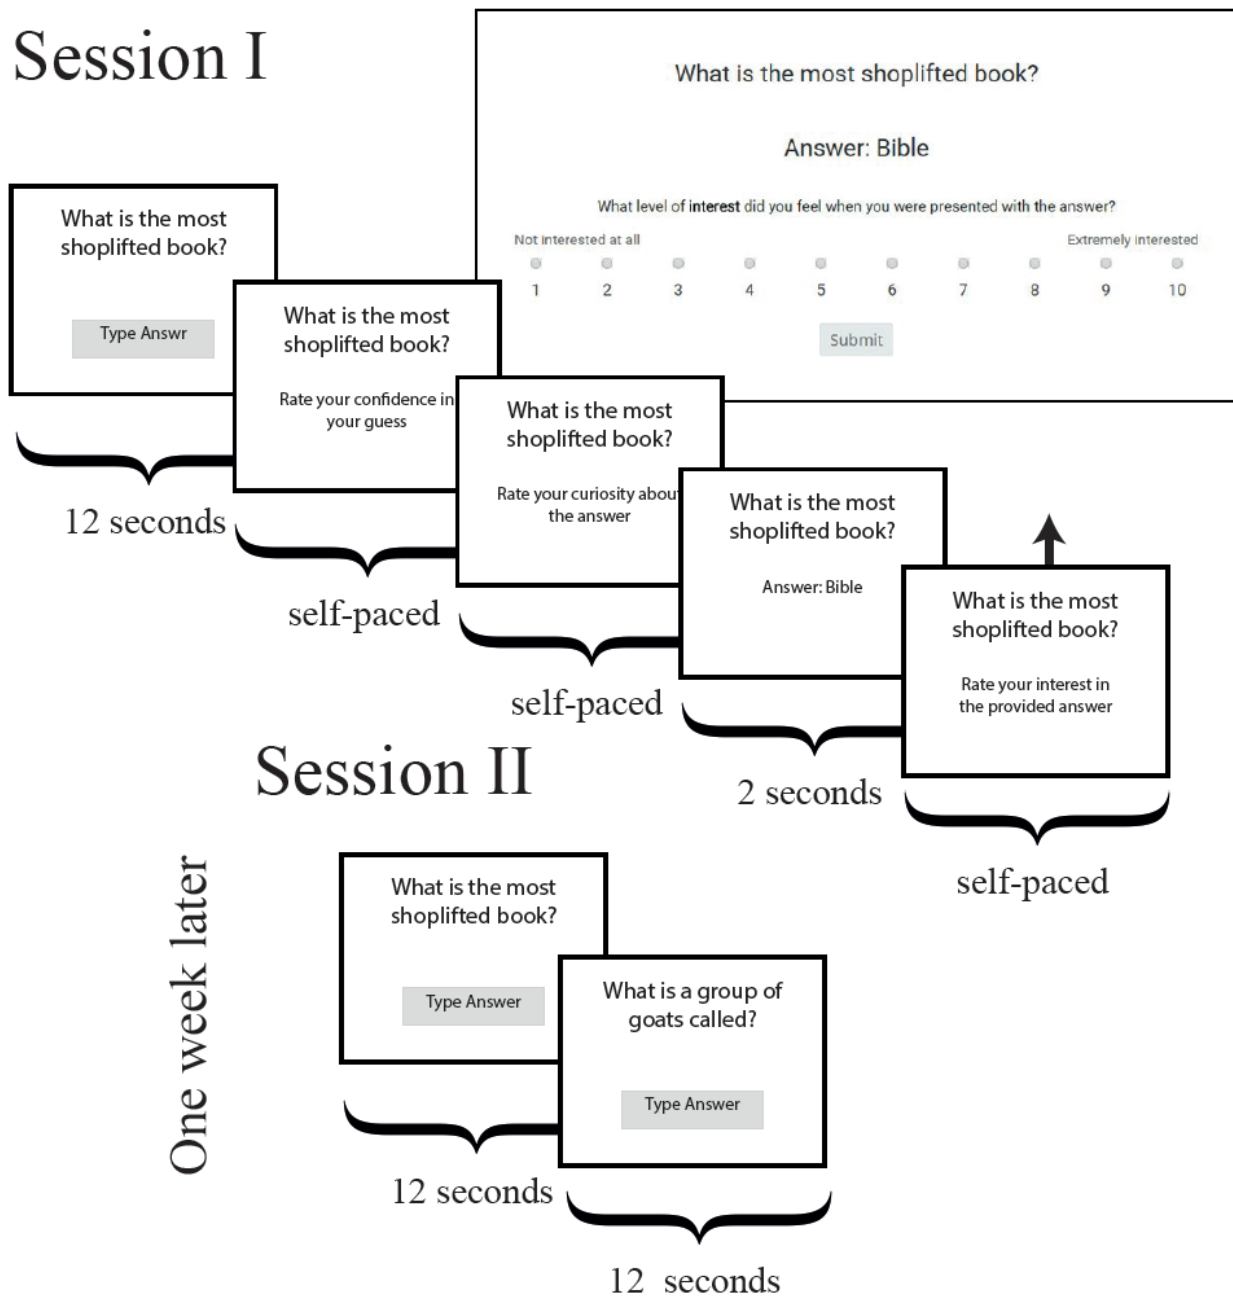 Session I
What is the most shoplifted book?
Answer: Bible
What level of interest did you feel when you were presented with the answer?
Not interested at all
Extremely interested
1 2 3 4 5 6 7 8 9 10
Submit
What is the most
shoplifted book?
Type Answr
12 seconds
What is the most
shoplifted book?
Rate your confidence in
your guess
self-paced
What is the most
shoplifted book?
Rate your curiosity about
the answer
self-paced
What is the most
shoplifted book?
Answer: Bible
2 seconds
What is the most
shoplifted book?
Rate your interest in
the provided answer
self-paced
Session II
One week later
What is the most
shoplifted book?
Type Answer
12 seconds
What is a group of
goats called?
Type Answer
12 seconds